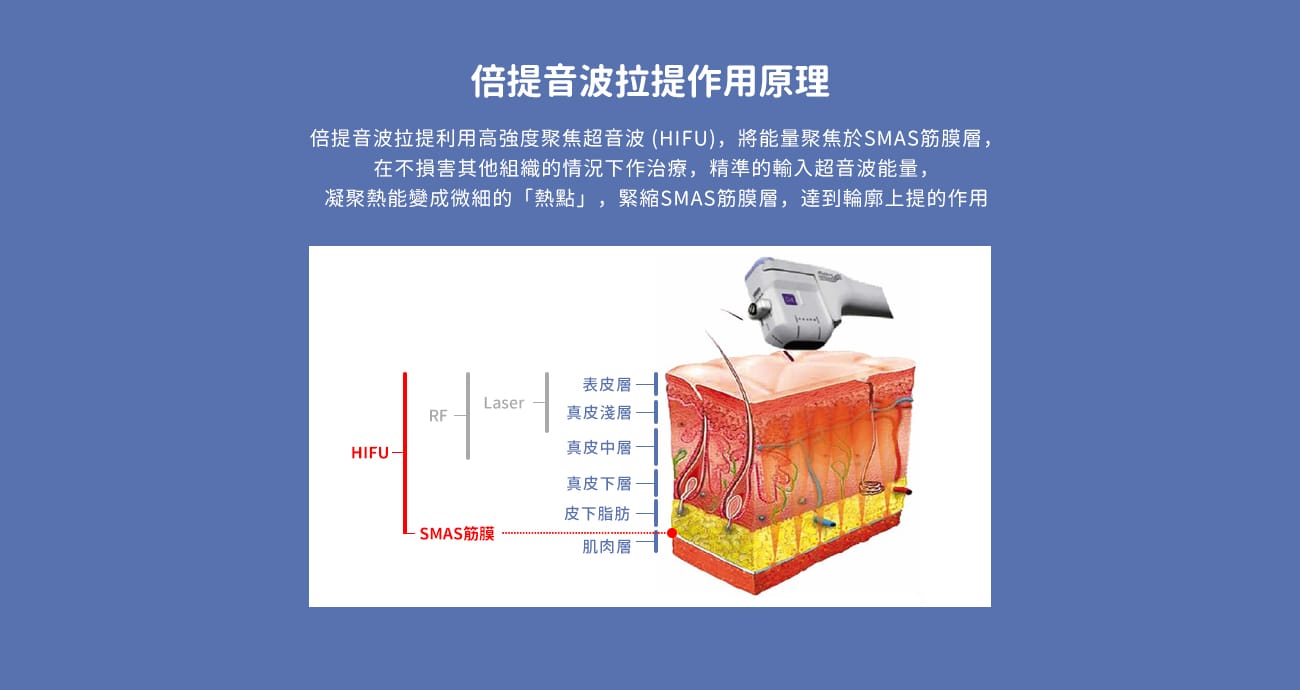 倍提音波拉提作用原理
倍提音波拉提利用高強度聚焦超音波 (HIFU)，將能量聚焦於SMAS筋膜層，
在不損害其他組織的情況下作治療，精準的輸入超音波能量，
凝聚熱能變成微細的「熱點」，緊縮SMAS筋膜層，達到輪廓上提的作用
表皮層
Laser
真皮淺層
RF
真皮中層
HIFU
真皮下層
皮下脂肪
SMAS筋膜
肌肉層